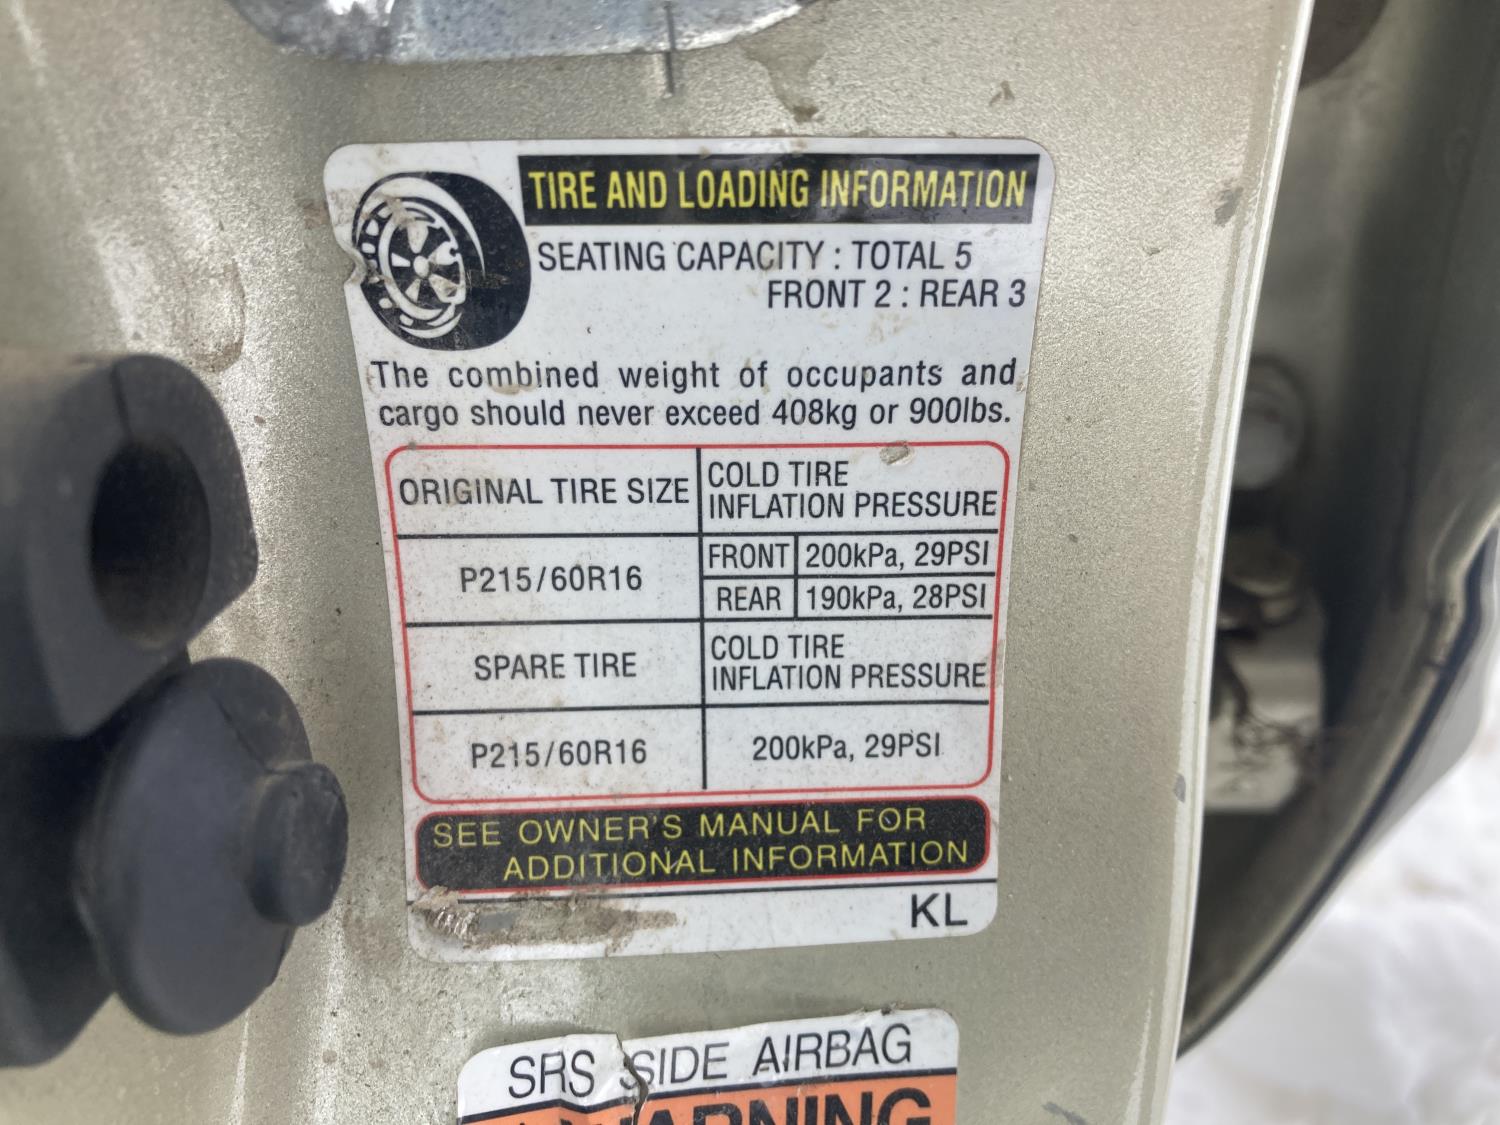 TIRE AND LOADING INFORMATION
SEATING CAPACITY : TOTAL 5
FRONT 2 : REAR 3
The combined weight of occupants and
cargo should never exceed 408kg or 900lbs.
ORIGINAL TIRE SIZE
COLD TIRE
INFLATION PRESSURE
P215/60R16
FRONT 200kPa, 29PSI
REAR 190kPa, 28PSI
SPARE TIRE
COLD TIRE
INFLATION PRESSURE
P215/60R16
200kPa, 29PSI
SEE OWNER'S MANUAL FOR
ADDITIONAL INFORMATION
KL
SRS SIDE AIRBAG
WARNING